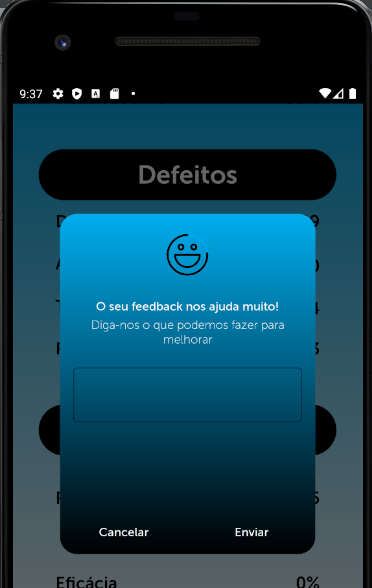 9:37
Defeitos
O seu feedback nos ajuda muito!
Diga-nos o que podemos fazer para
melhorar
Cancelar Enviar
Eficácia 0%